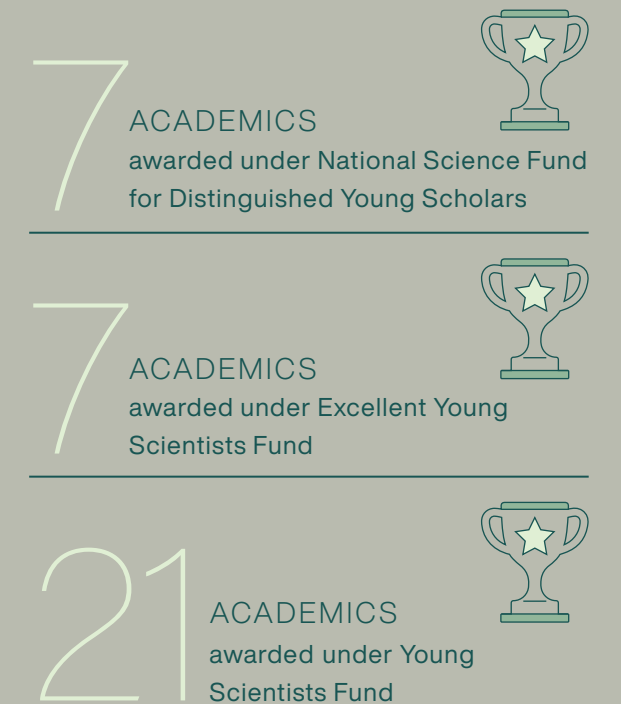 7
ACADEMICS
awarded under National Science Fund
for Distinguished Young Scholars
7
ACADEMICS
awarded under Excellent Young
Scientists Fund
21
ACADEMICS
awarded under Young
Scientists Fund